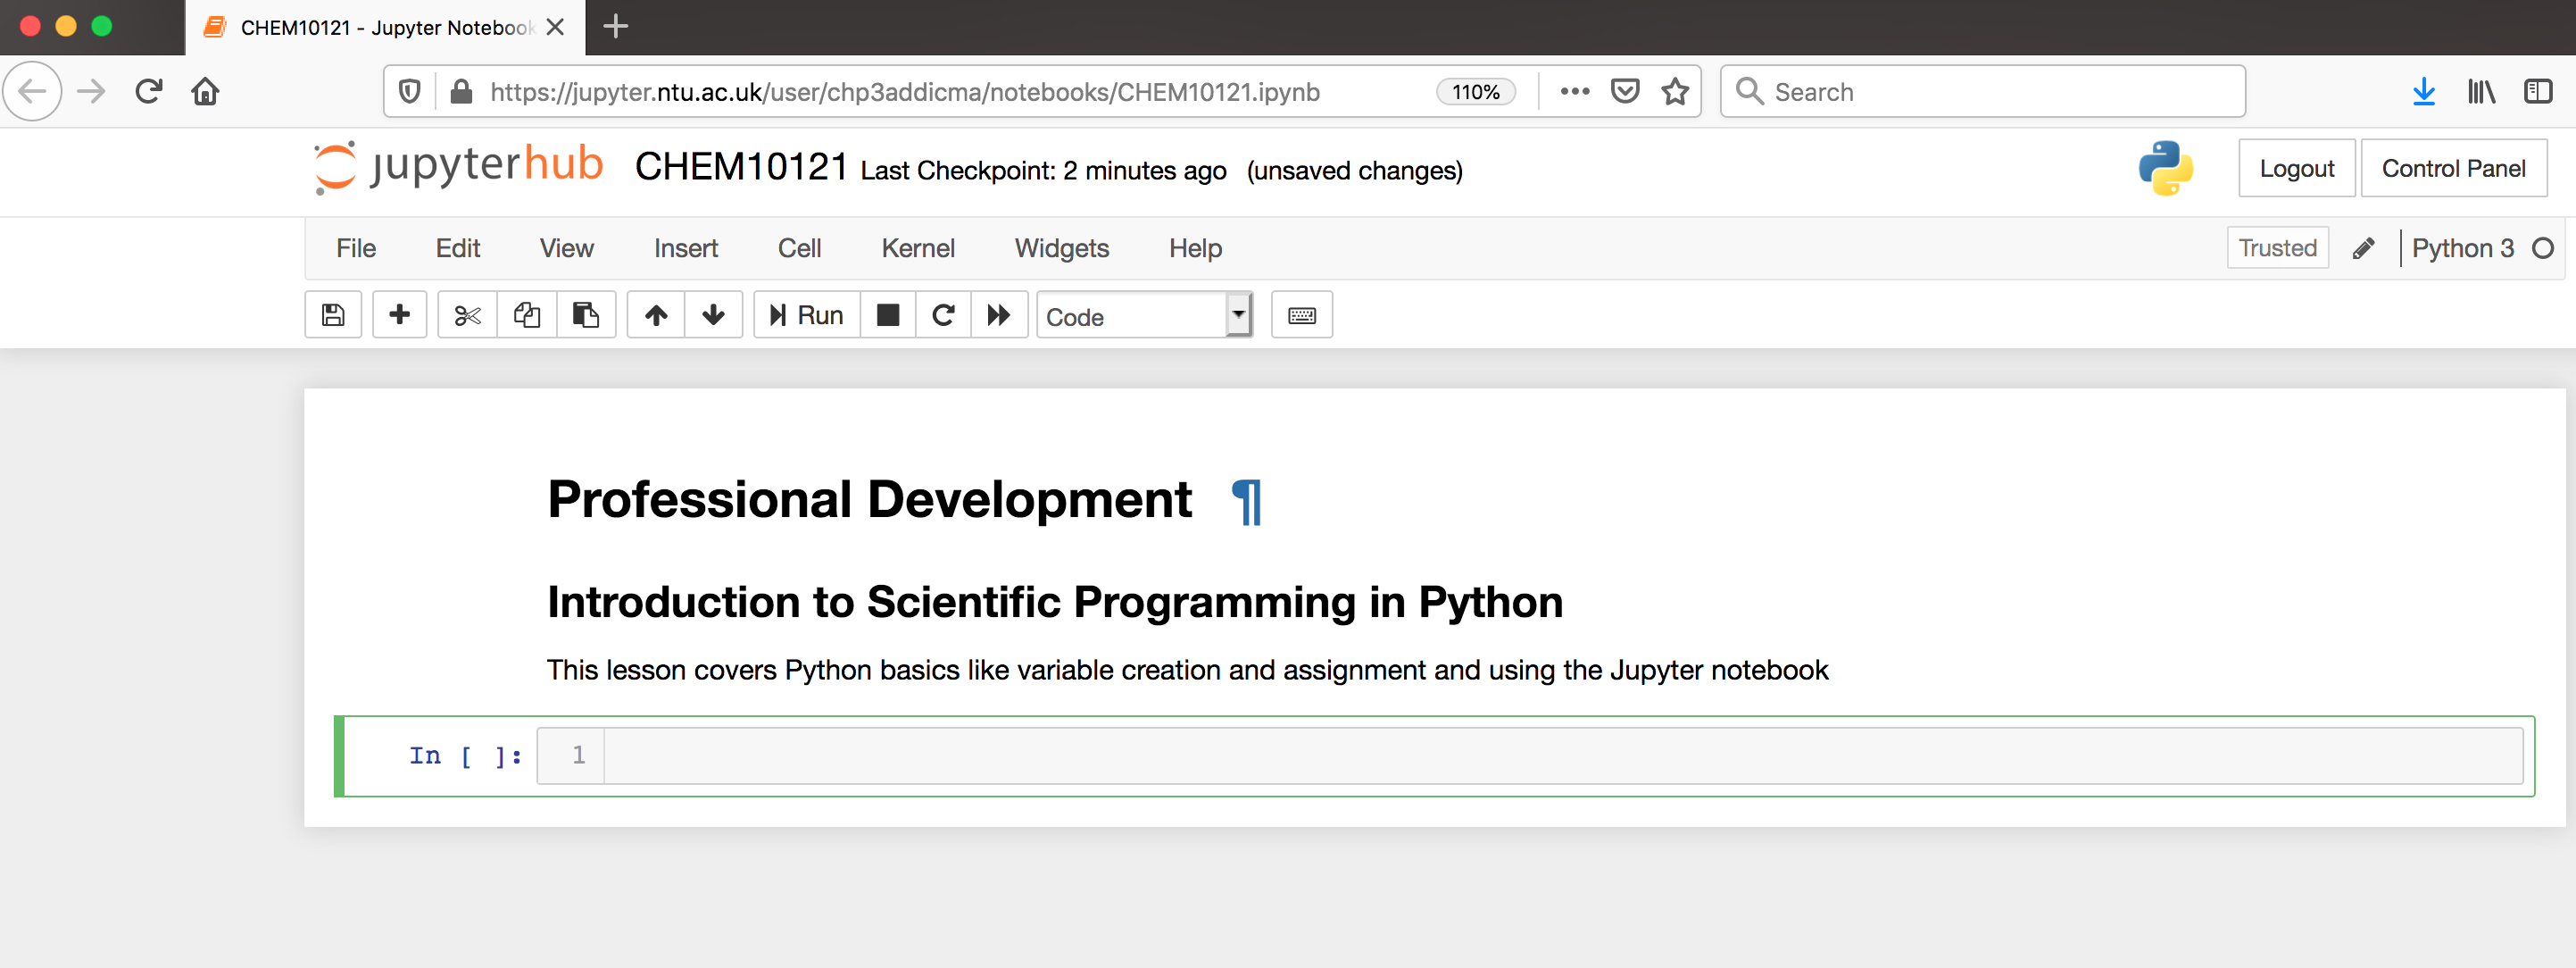 CHEM10121 - Jupyter Notebook
https://jupyter.ntu.ac.uk/user/chp3addicma/notebooks/CHEM10121.ipynb 110% Search
jupyterhub CHEM10121 Last Checkpoint: 2 minutes ago (unsaved changes) Logout Control Panel
File Edit View Insert Cell Kernel Widgets Help Trusted Python 3
Run Code
Professional Development ¶
Introduction to Scientific Programming in Python
This lesson covers Python basics like variable creation and assignment and using the Jupyter notebook
In [ ]: 1